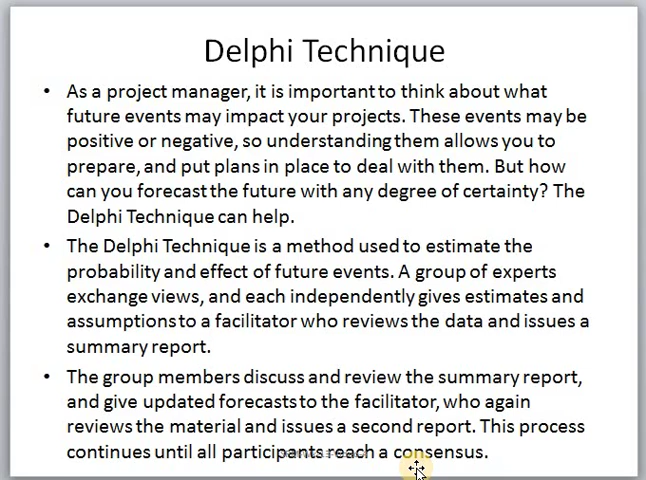 Delphi Technique
• As a project manager, it is important to think about what
future events may impact your projects. These events may be
positive or negative, so understanding them allows you to
prepare, and put plans in place to deal with them. But how
can you forecast the future with any degree of certainty? The
Delphi Technique can help.
• The Delphi Technique is a method used to estimate the
probability and effect of future events. A group of experts
exchange views, and each independently gives estimates and
assumptions to a facilitator who reviews the data and issues a
summary report.
• The group members discuss and review the summary report,
and give updated forecasts to the facilitator, who again
reviews the material and issues a second report. This process
continues until all participants reach a consensus.